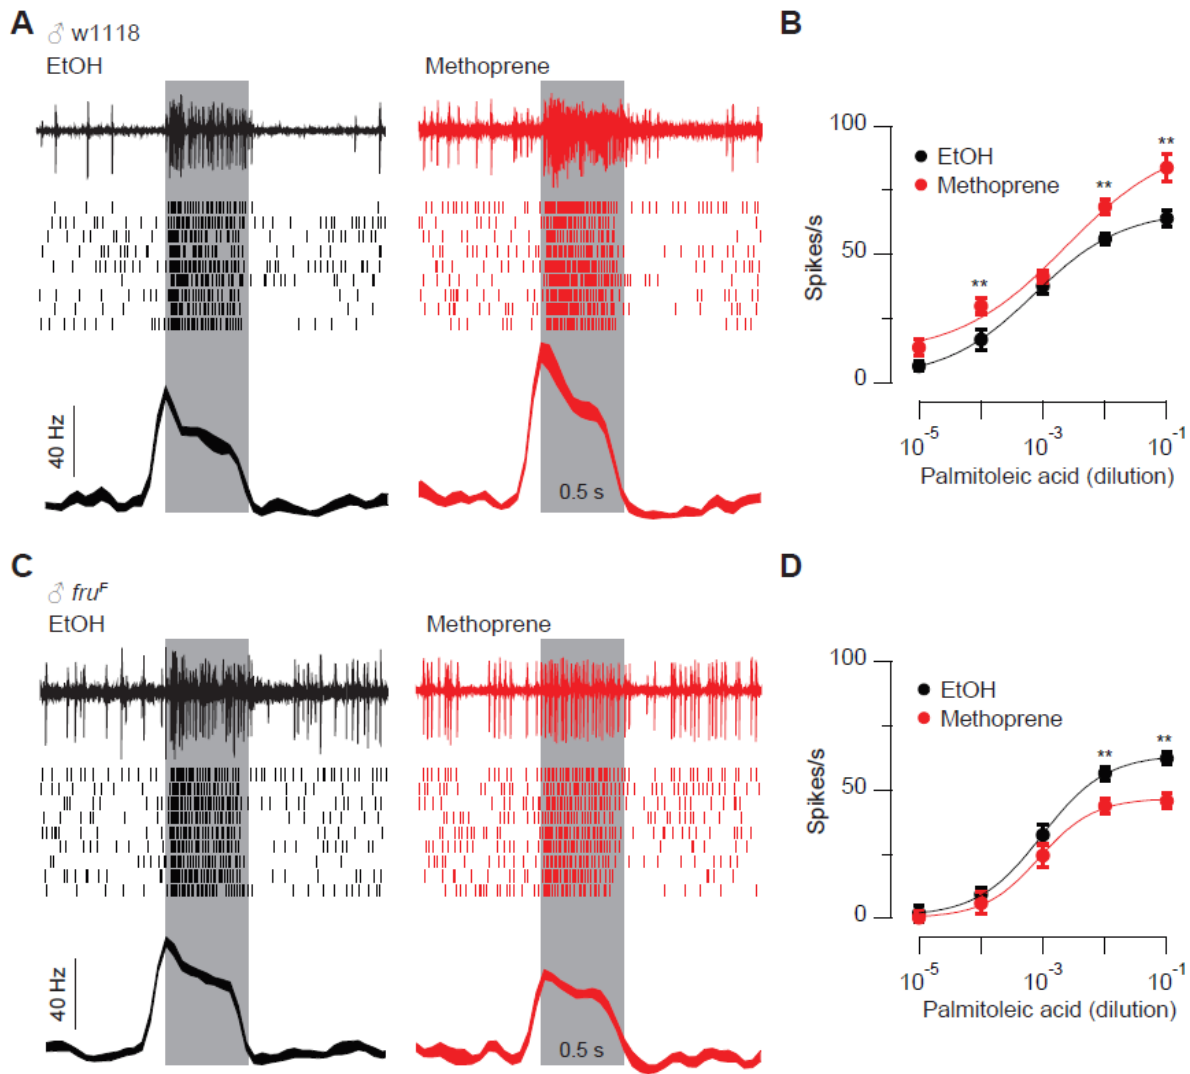 A
♂ w1118
EtOH
Methoprene
40 Hz
0.5 s
B
100
50
0
Spikes/s
EtOH
Methoprene
**
**
**
10-5
10-3
10-1
Palmitoleic acid (dilution)
C
♂ fruF
EtOH
Methoprene
40 Hz
0.5 s
D
100
50
0
Spikes/s
EtOH
Methoprene
**
**
10-5
10-3
10-1
Palmitoleic acid (dilution)